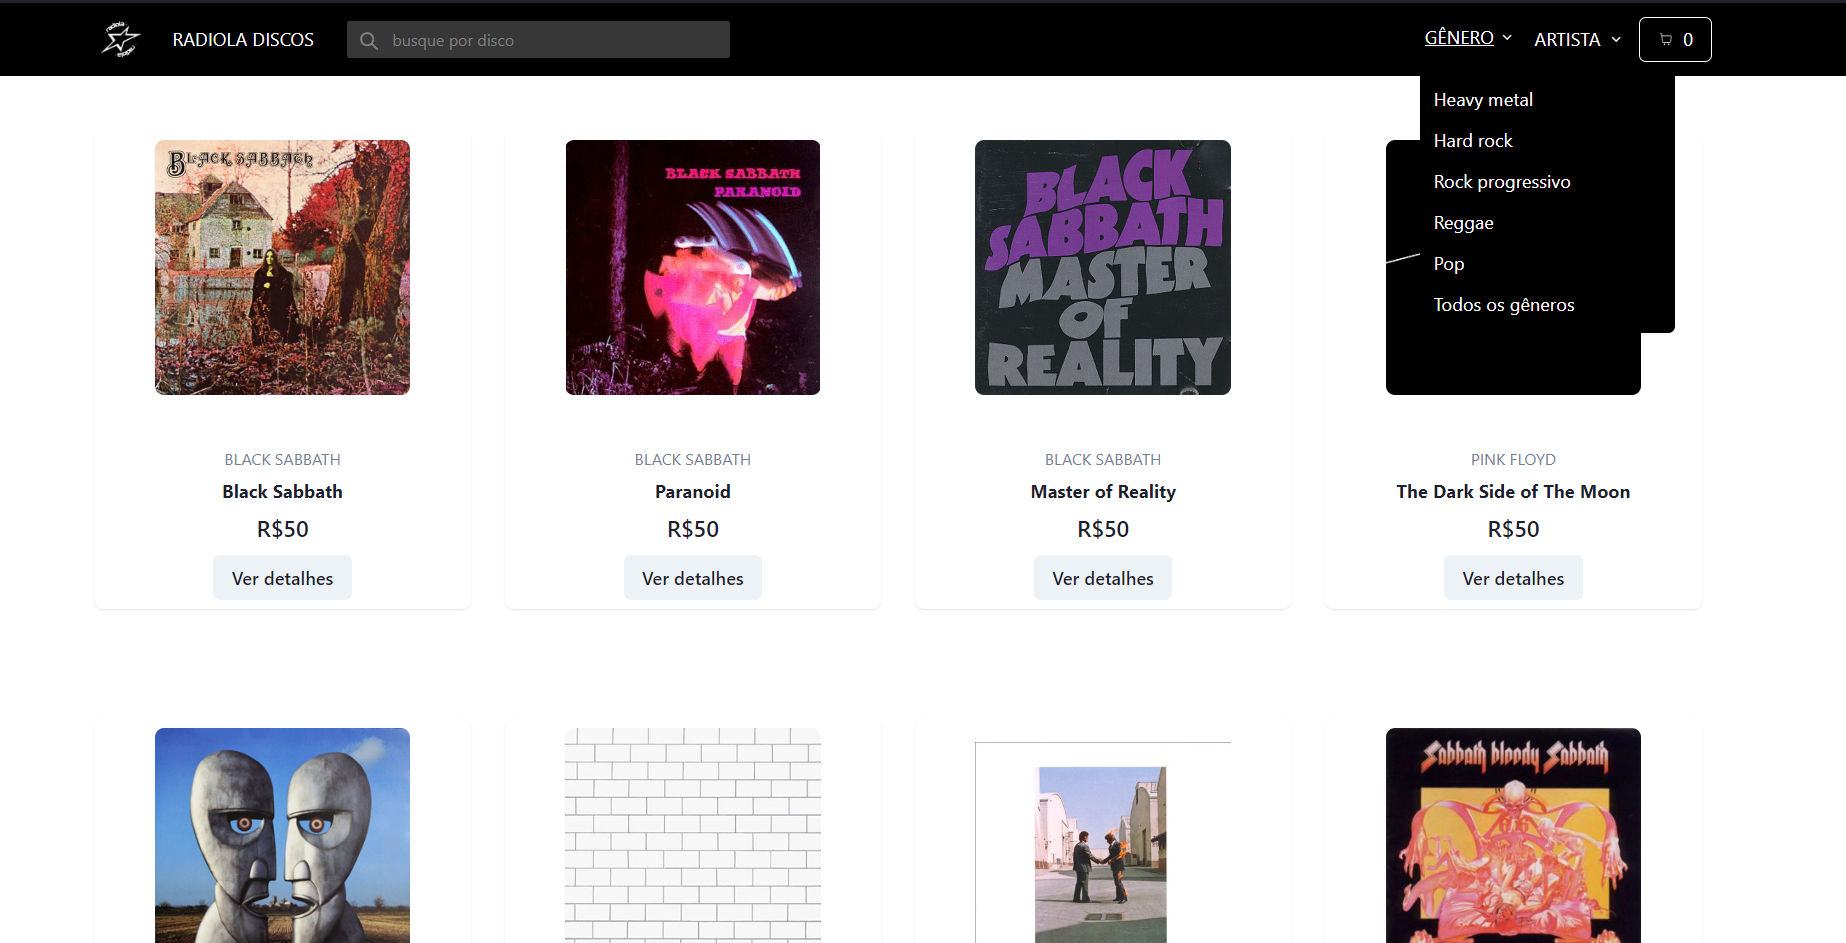 radiola
RADIOLA DISCOS
busque por disco
GÊNERO
ARTISTA
0
Heavy metal
Hard rock
Rock progressivo
Reggae
Pop
Todos os gêneros
BLACK SABBATH
BLACK SABBATH
PARANOID
BLACK
SABBATH
MASTER
OF
REALITY
BLACK SABBATH
Black Sabbath
R$50
Ver detalhes
BLACK SABBATH
Paranoid
R$50
Ver detalhes
BLACK SABBATH
Master of Reality
R$50
Ver detalhes
PINK FLOYD
The Dark Side of The Moon
R$50
Ver detalhes
Sabbath bloody Sabbath